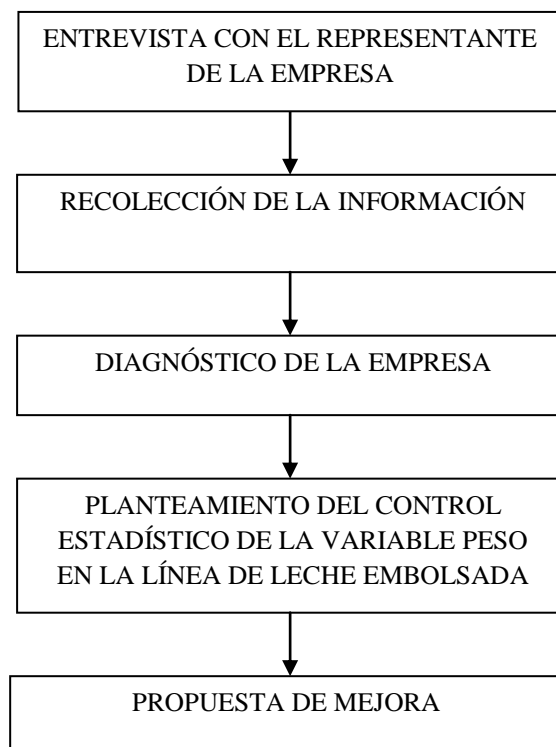 ENTREVISTA CON EL REPRESENTANTE
DE LA EMPRESA
RECOLECCIÓN DE LA INFORMACIÓN
DIAGNÓSTICO DE LA EMPRESA
PLANTEAMIENTO DEL CONTROL
ESTADÍSTICO DE LA VARIABLE PESO
EN LA LÍNEA DE LECHE EMBOLSADA
PROPUESTA DE MEJORA